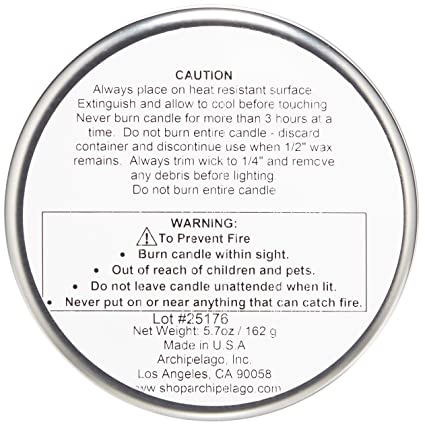 CAUTION
Always place on heat resistant surface
Extinguish and allow to cool before touching
Never burn candle for more than 3 hours at a
time. Do not burn entire candle - discard
container and discontinue use when 1/2" wax
remains. Always trim wick to 1/4" and remove
any debris before lighting.
Do not burn entire candle
WARNING:
To Prevent Fire
• Burn candle within sight.
• Out of reach of children and pets.
• Do not leave candle unattended when lit.
• Never put on or near anything that can catch fire.
Lot #25176
Net Weight: 5.7oz / 162 g
Made in U.S.A
Archipelago, Inc.
Los Angeles, CA 90058
www.shoparchipelago.com